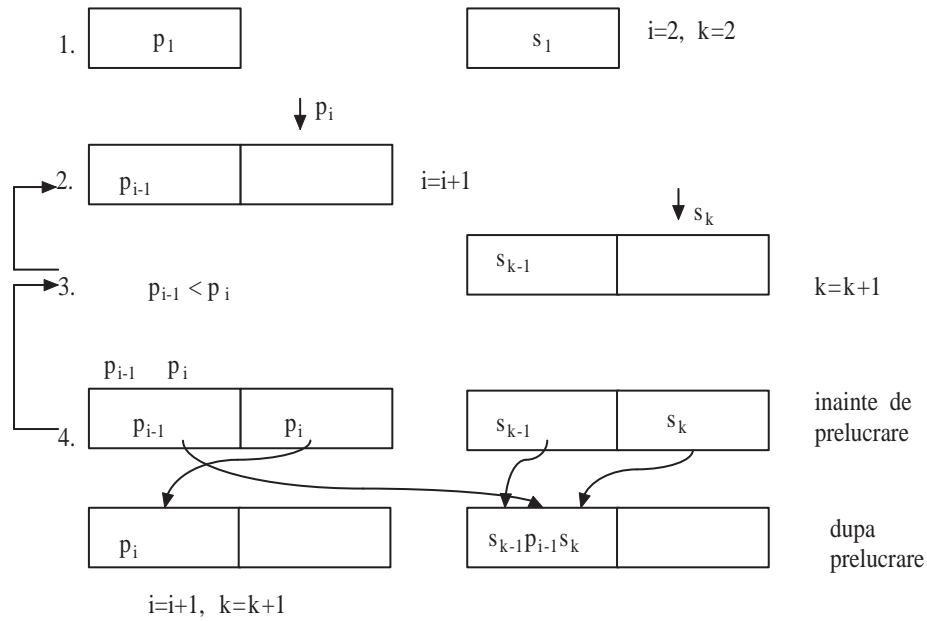 1. p1 s1 i=2, k=2
pi
2. pi-1 i=i+1
sk
sk-1
3. pi-1 < pi k=k+1
pi-1 pi
4. pi-1 pi sk-1 sk inainte de
prelucrare
pi sk-1pi-1sk dupa
prelucrare
i=i+1, k=k+1